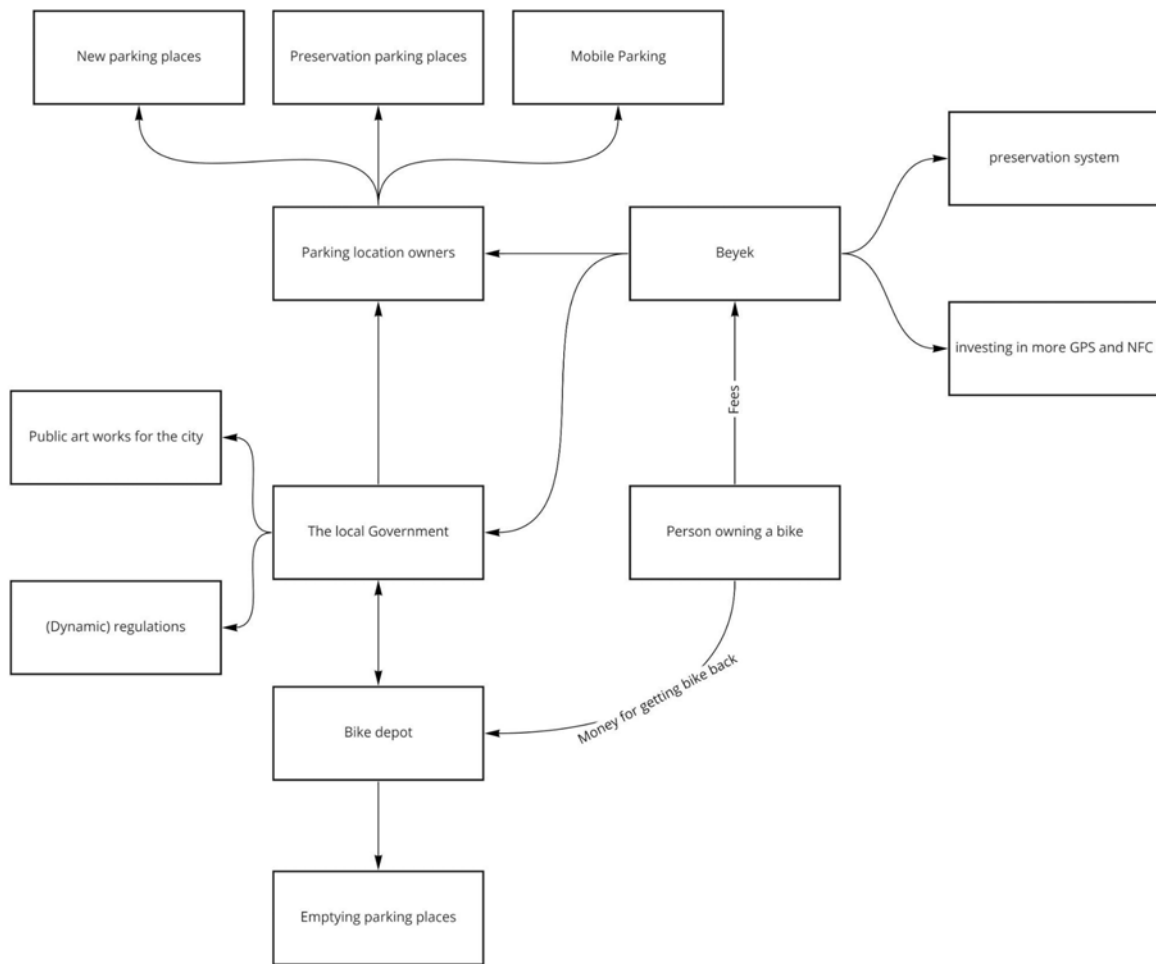 New parking places
Preservation parking places
Mobile Parking
preservation system
Parking location owners
Beyek
investing in more GPS and NFC
Fees
Public art works for the city
The local Government
Person owning a bike
(Dynamic) regulations
Money for getting bike back
Bike depot
Emptying parking places